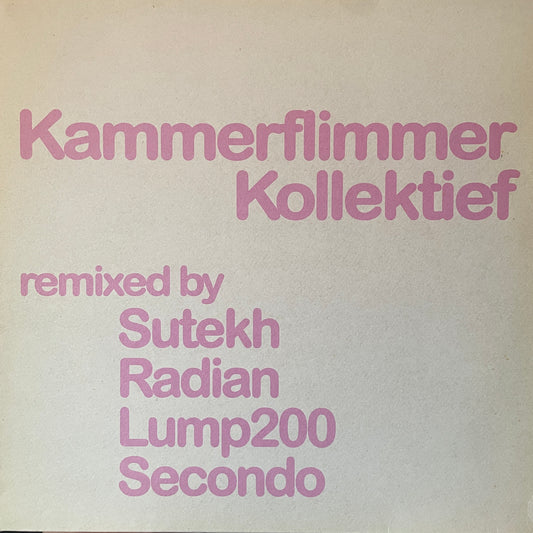 Kammerflimmer
Kollektief
remixed by
Sutekh
Radian
Lump200
Secondo